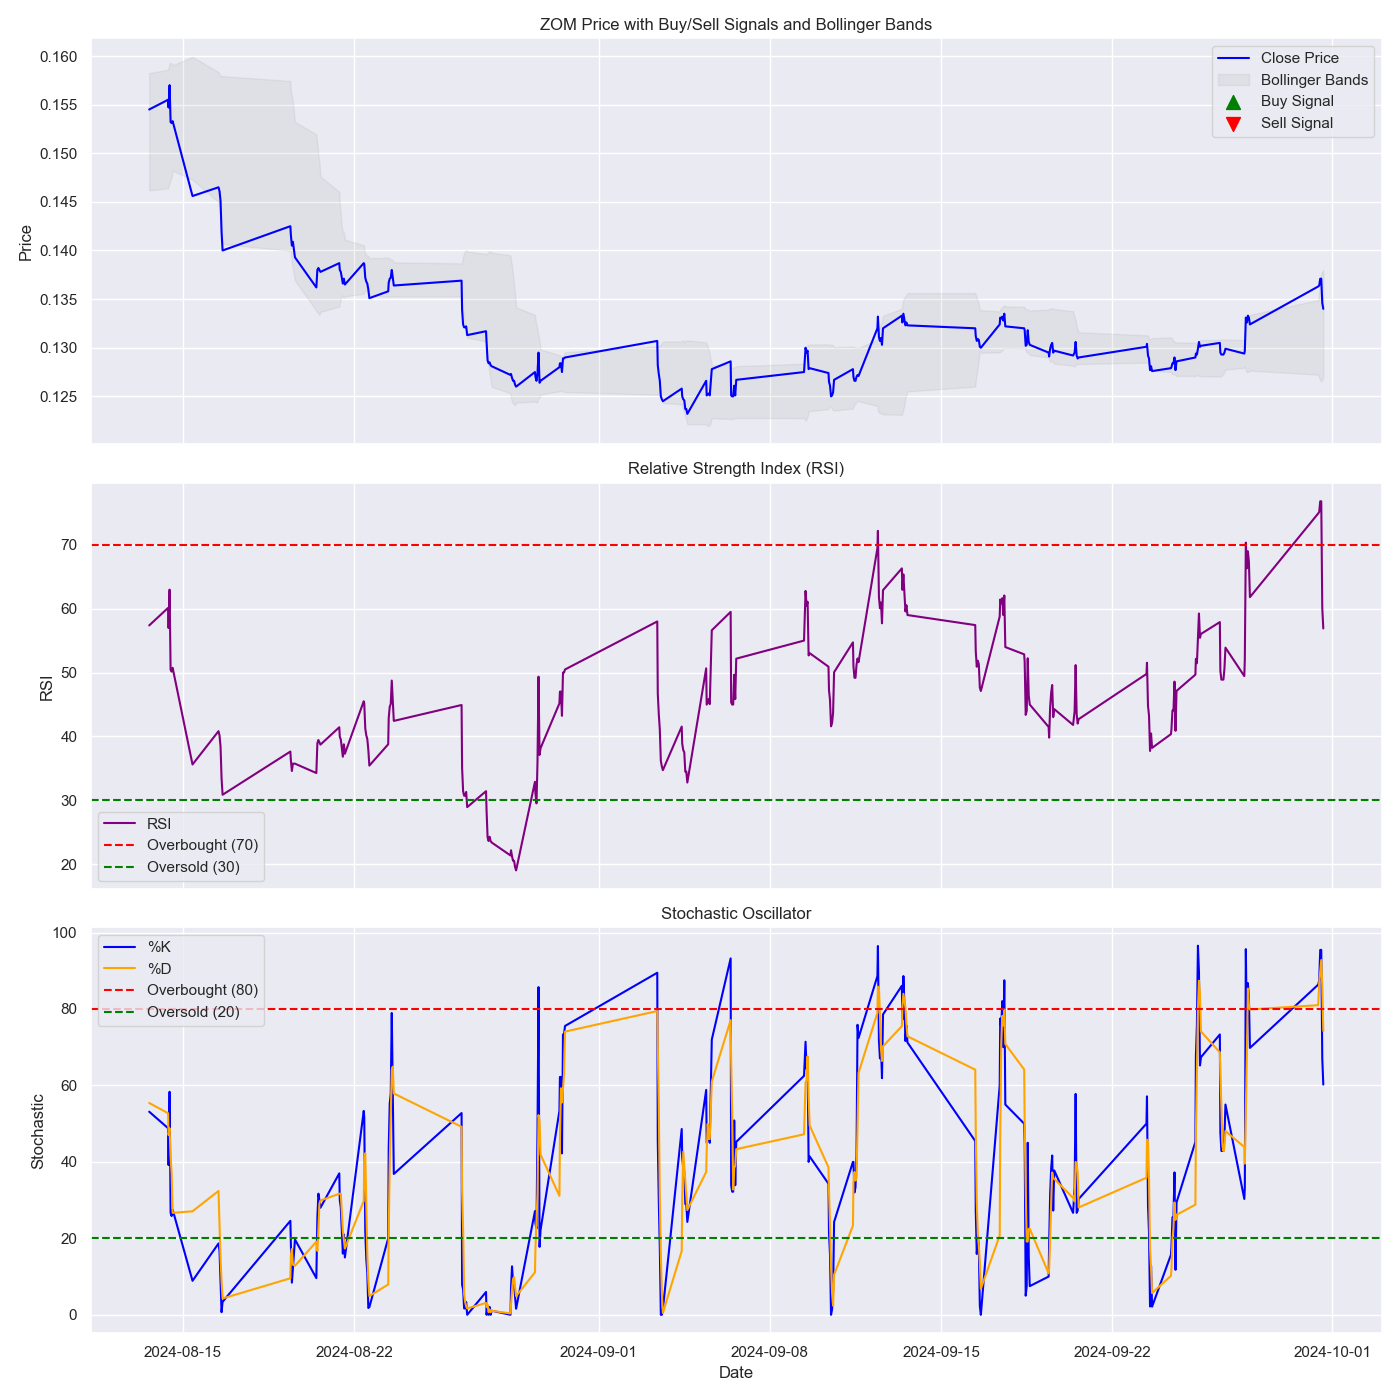 ZOM Price with Buy/Sell Signals and Bollinger Bands
0.160
0.155
0.150
0.145
0.140
0.135
0.130
0.125
Price
Close Price
Bollinger Bands
Buy Signal
Sell Signal
Relative Strength Index (RSI)
70
60
50
40
30
20
RSI
RSI
Overbought (70)
Oversold (30)
Stochastic Oscillator
100
80
60
40
20
0
Stochastic
%K
%D
Overbought (80)
Oversold (20)
2024-08-15
2024-08-22
2024-09-01
2024-09-08
2024-09-15
2024-09-22
2024-10-01
Date